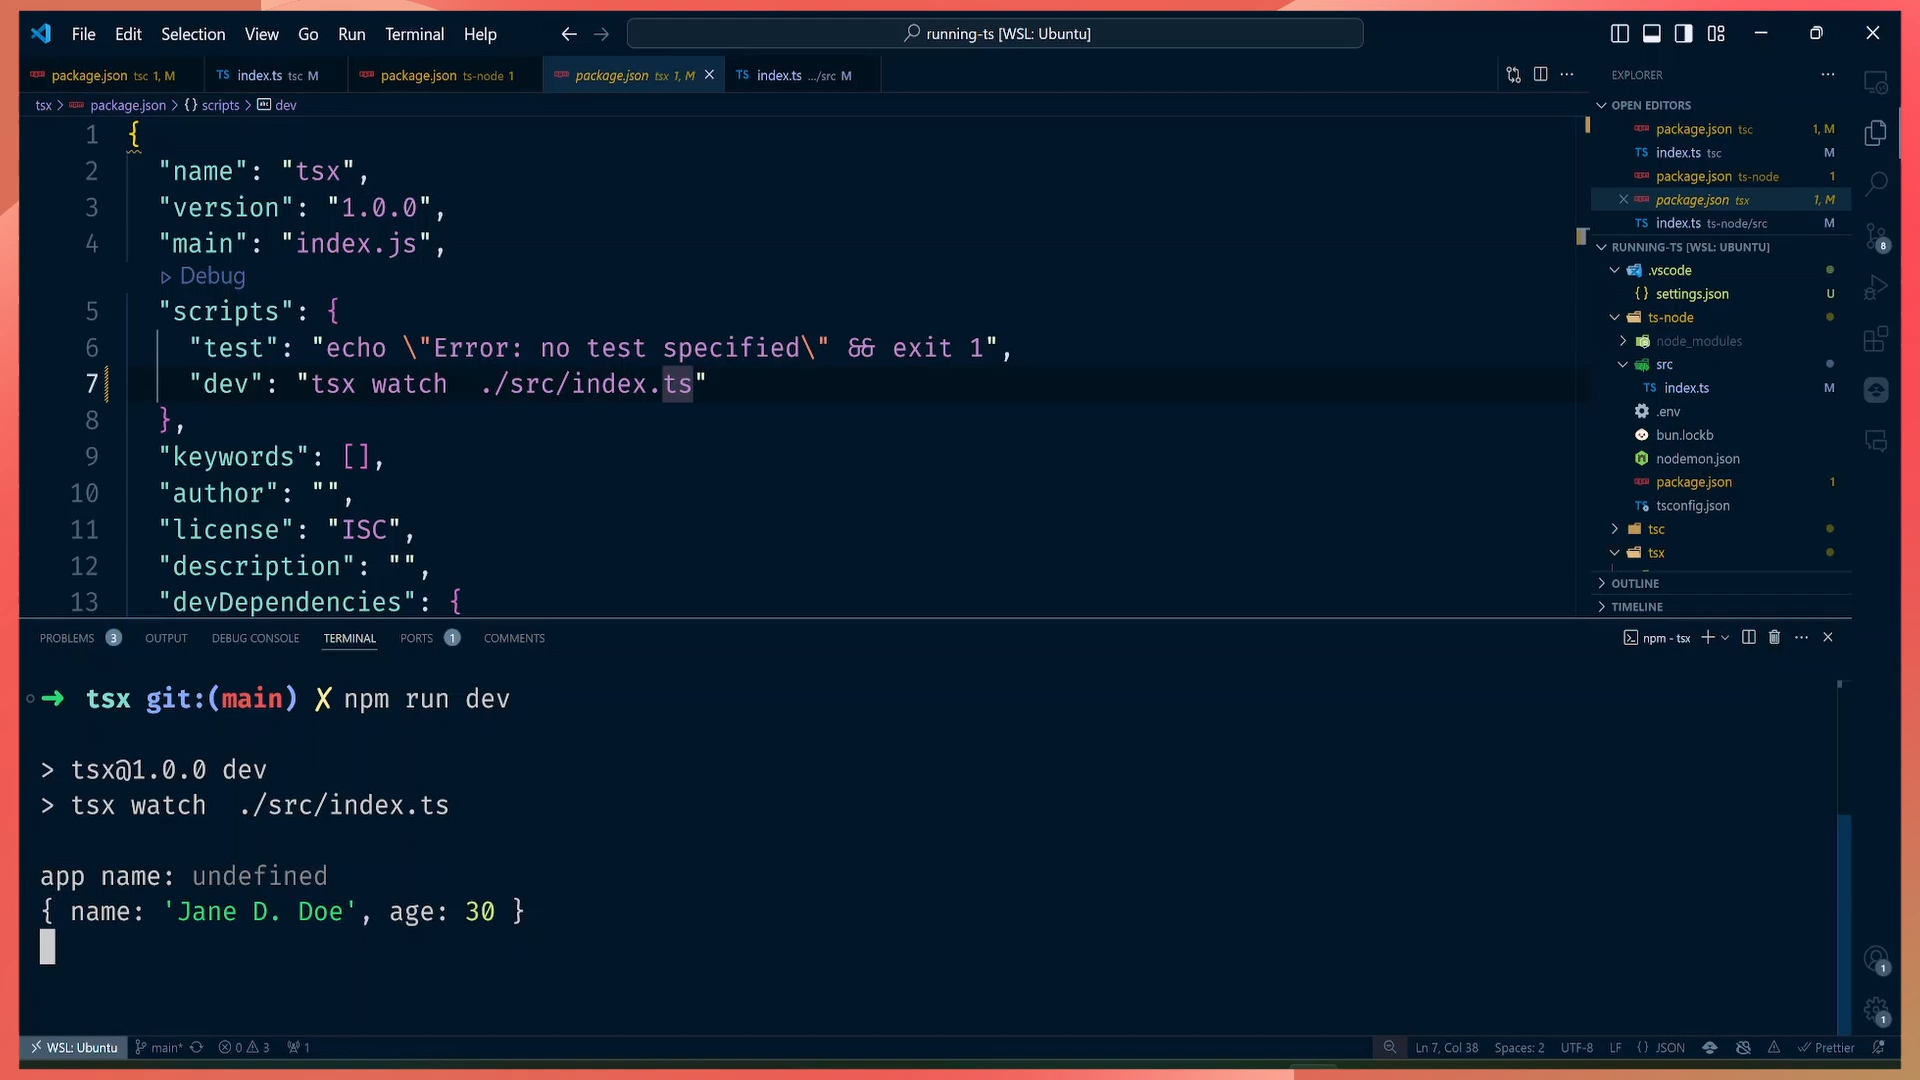 File Edit Selection View Go Run Terminal Help
running-ts [WSL: Ubuntu]
package.json tsc 1, M
index.ts tsc M
package.json ts-node 1
package.json tsx 1, M
index.ts .../src M
tsx > package.json > {} scripts > dev
1 {
2 "name": "tsx",
3 "version": "1.0.0",
4 "main": "index.js",
Debug
5 "scripts": {
6 "test": "echo \"Error: no test specified\" && exit 1",
7 "dev": "tsx watch  ./src/index.ts"
8 },
9 "keywords": [],
10 "author": "",
11 "license": "ISC",
12 "description": "",
13 "devDependencies": {
EXPLORER
OPEN EDITORS
package.json tsc 1, M
index.ts tsc M
package.json ts-node 1
package.json tsx 1, M
index.ts ts-node/src M
RUNNING-TS [WSL: UBUNTU]
.vscode
{} settings.json U
ts-node
node_modules
src
TS index.ts M
.env
bun.lockb
nodemon.json
package.json 1
tsconfig.json
tsc
tsx
OUTLINE
TIMELINE
8
PROBLEMS 3 OUTPUT DEBUG CONSOLE TERMINAL PORTS 1 COMMENTS
npm - tsx
→ tsx git:(main) ✗ npm run dev
> tsx@1.0.0 dev
> tsx watch  ./src/index.ts
app name: undefined
{ name: 'Jane D. Doe', age: 30 }
1
1
WSL: Ubuntu main* 0 3 1
Ln 7, Col 38 Spaces: 2 UTF-8 LF {} JSON Prettier